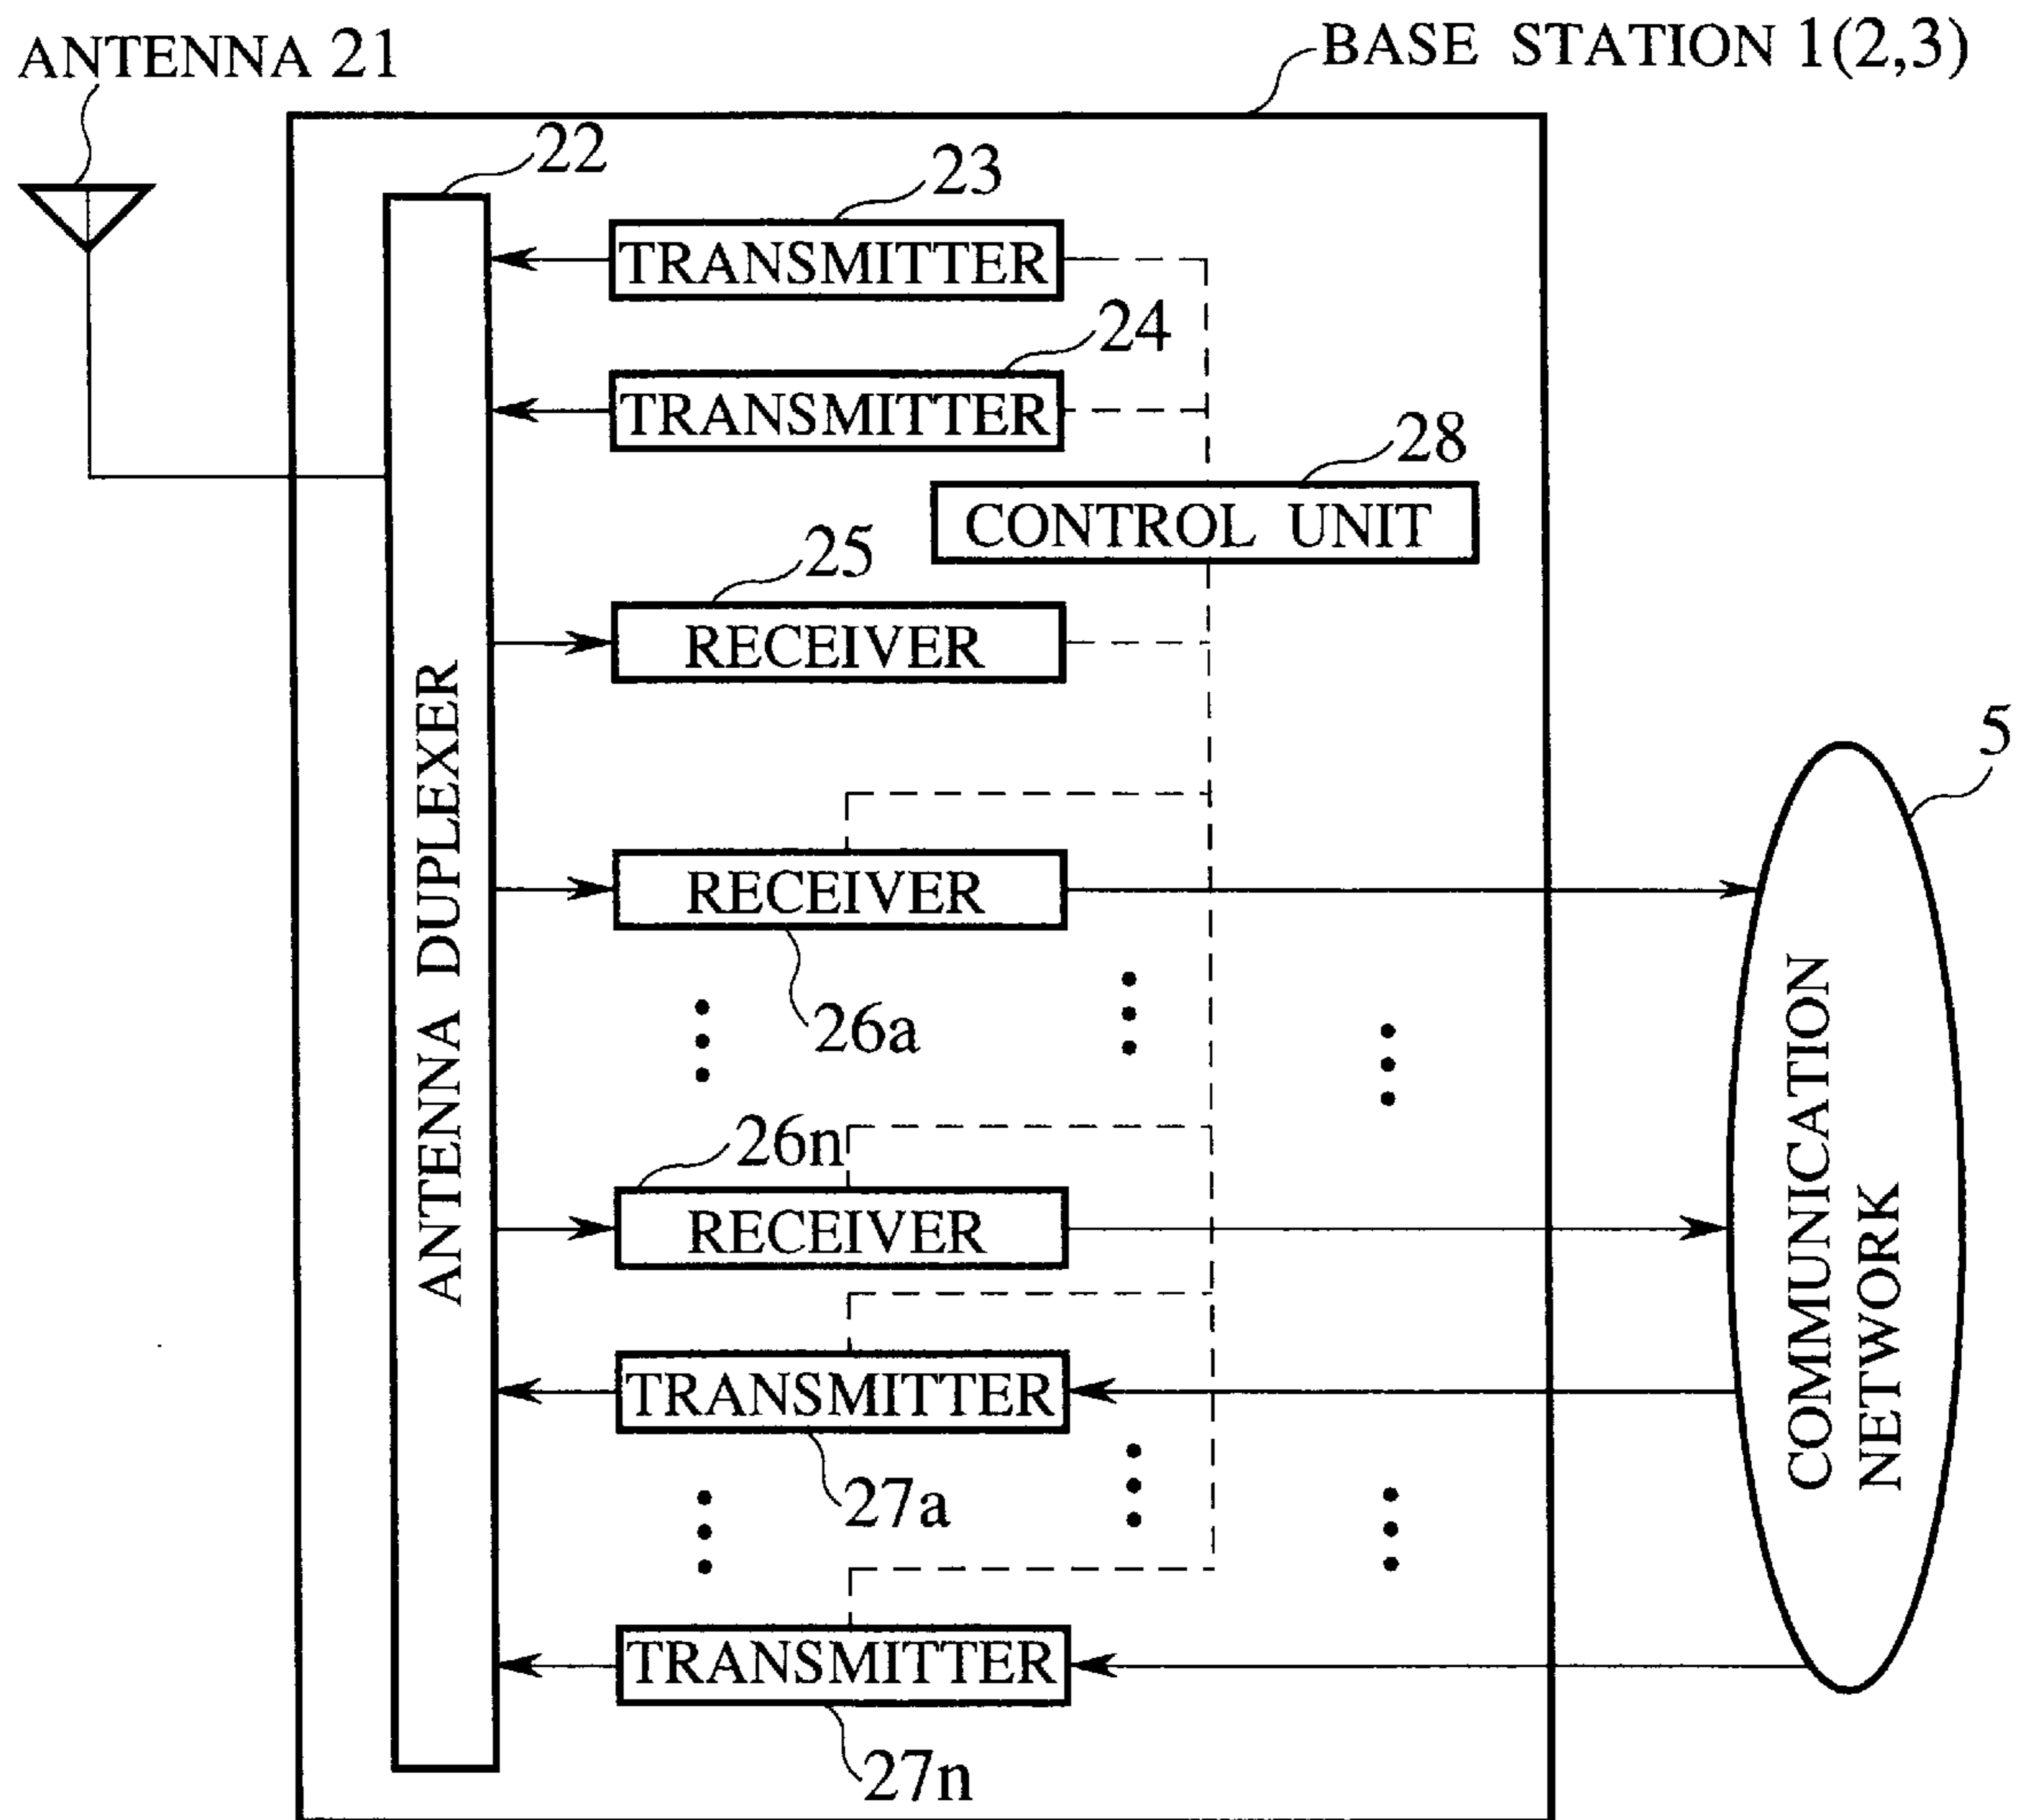 ANTENNA 21
BASE STATION 1(2,3)
22
23
TRANSMITTER
24
TRANSMITTER
28
CONTROL UNIT
25
RECEIVER
5
ANTENNA DUPLEXER
RECEIVER
26a
COMMUNICATION
NETWORK
26n
RECEIVER
TRANSMITTER
27a
TRANSMITTER
27n